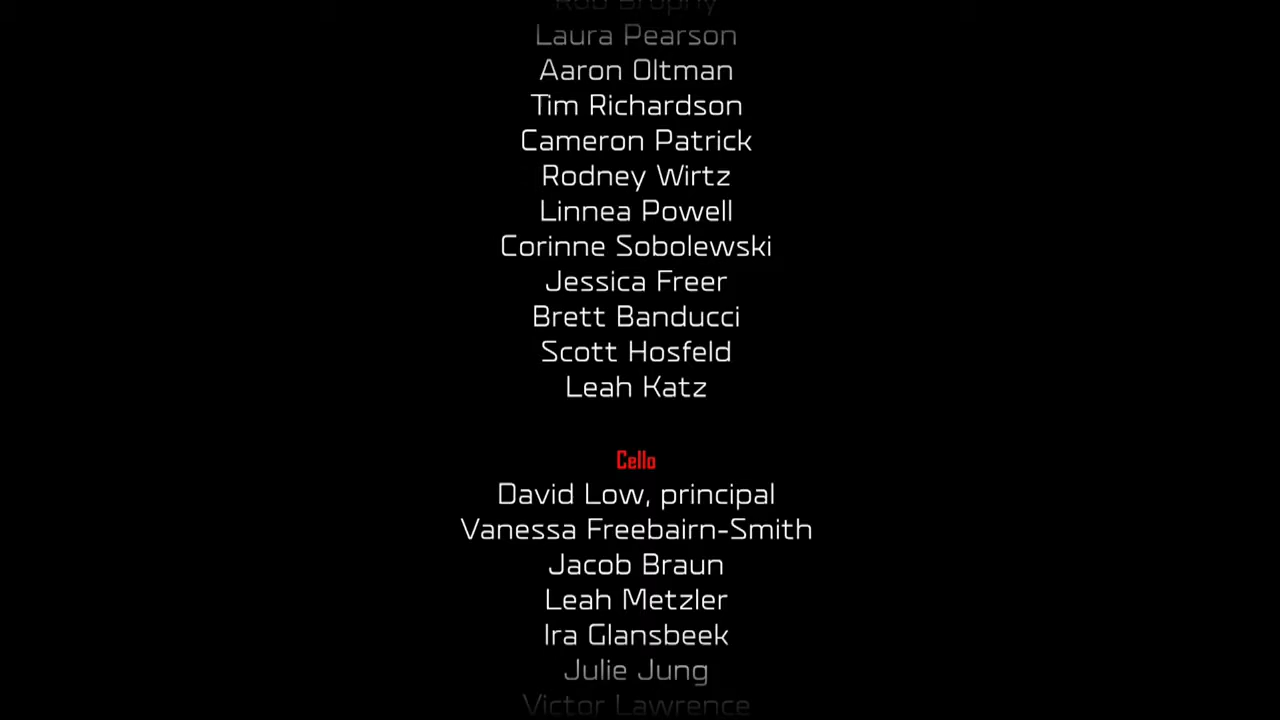 Rob Brophy
Laura Pearson
Aaron Oltman
Tim Richardson
Cameron Patrick
Rodney Wirtz
Linnea Powell
Corinne Sobolewski
Jessica Freer
Brett Banducci
Scott Hosfeld
Leah Katz
Cello
David Low, principal
Vanessa Freebairn-Smith
Jacob Braun
Leah Metzler
Ira Glansbeek
Julie Jung
Victor Lawrence